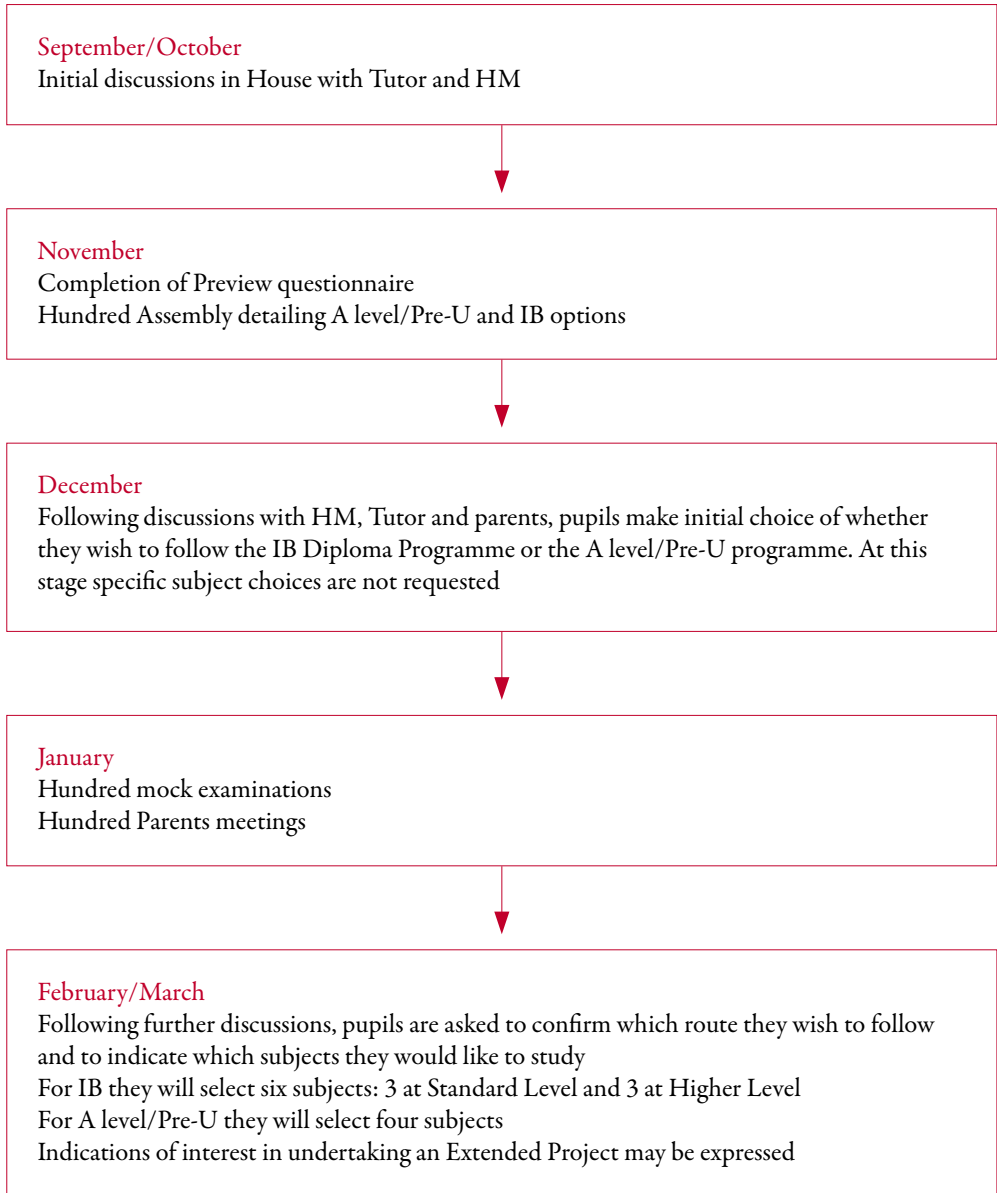 September/October
Initial discussions in House with Tutor and HM
November
Completion of Preview questionnaire
Hundred Assembly detailing A level/Pre-U and IB options
December
Following discussions with HM, Tutor and parents, pupils make initial choice of whether
they wish to follow the IB Diploma Programme or the A level/Pre-U programme. At this
stage specific subject choices are not requested
January
Hundred mock examinations
Hundred Parents meetings
February/March
Following further discussions, pupils are asked to confirm which route they wish to follow
and to indicate which subjects they would like to study
For IB they will select six subjects: 3 at Standard Level and 3 at Higher Level
For A level/Pre-U they will select four subjects
Indications of interest in undertaking an Extended Project may be expressed